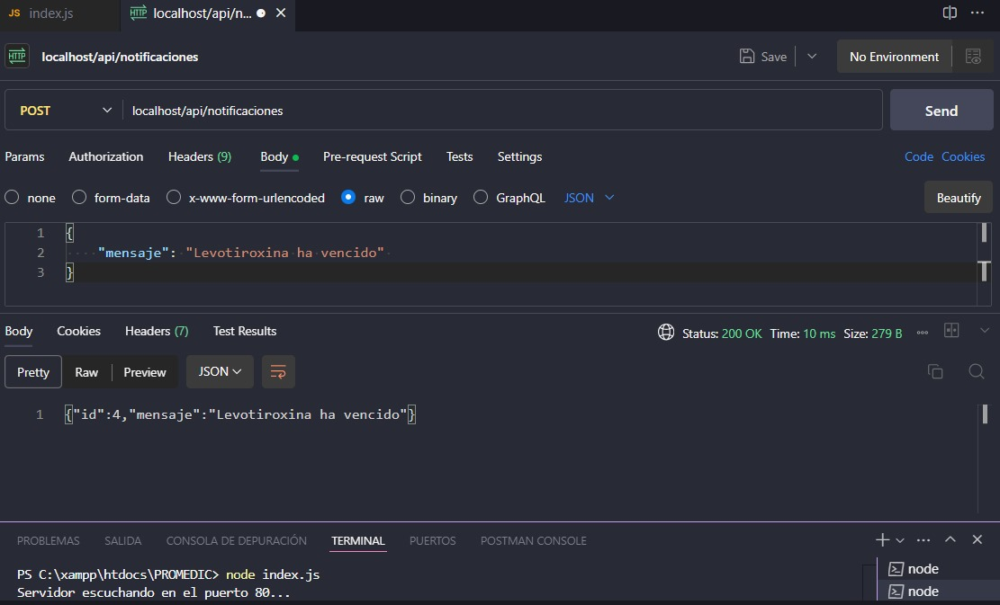 JS index.js
HTTP localhost/api/n...
HTTP localhost/api/notificaciones
Save
No Environment
POST
localhost/api/notificaciones
Send
Params Authorization Headers (9) Body Pre-request Script Tests Settings
Code Cookies
none form-data x-www-form-urlencoded raw binary GraphQL JSON
Beautify
1 {
2 ····"mensaje":·"Levotiroxina·ha·vencido"·
3 }
Body Cookies Headers (7) Test Results
Status: 200 OK Time: 10 ms Size: 279 B
Pretty Raw Preview JSON
1 {"id":4,"mensaje":"Levotiroxina ha vencido"}
PROBLEMAS SALIDA CONSOLA DE DEPURACIÓN TERMINAL PUERTOS POSTMAN CONSOLE
PS C:\xampp\htdocs\PROMEDIC> node index.js
Servidor escuchando en el puerto 80...
node
node